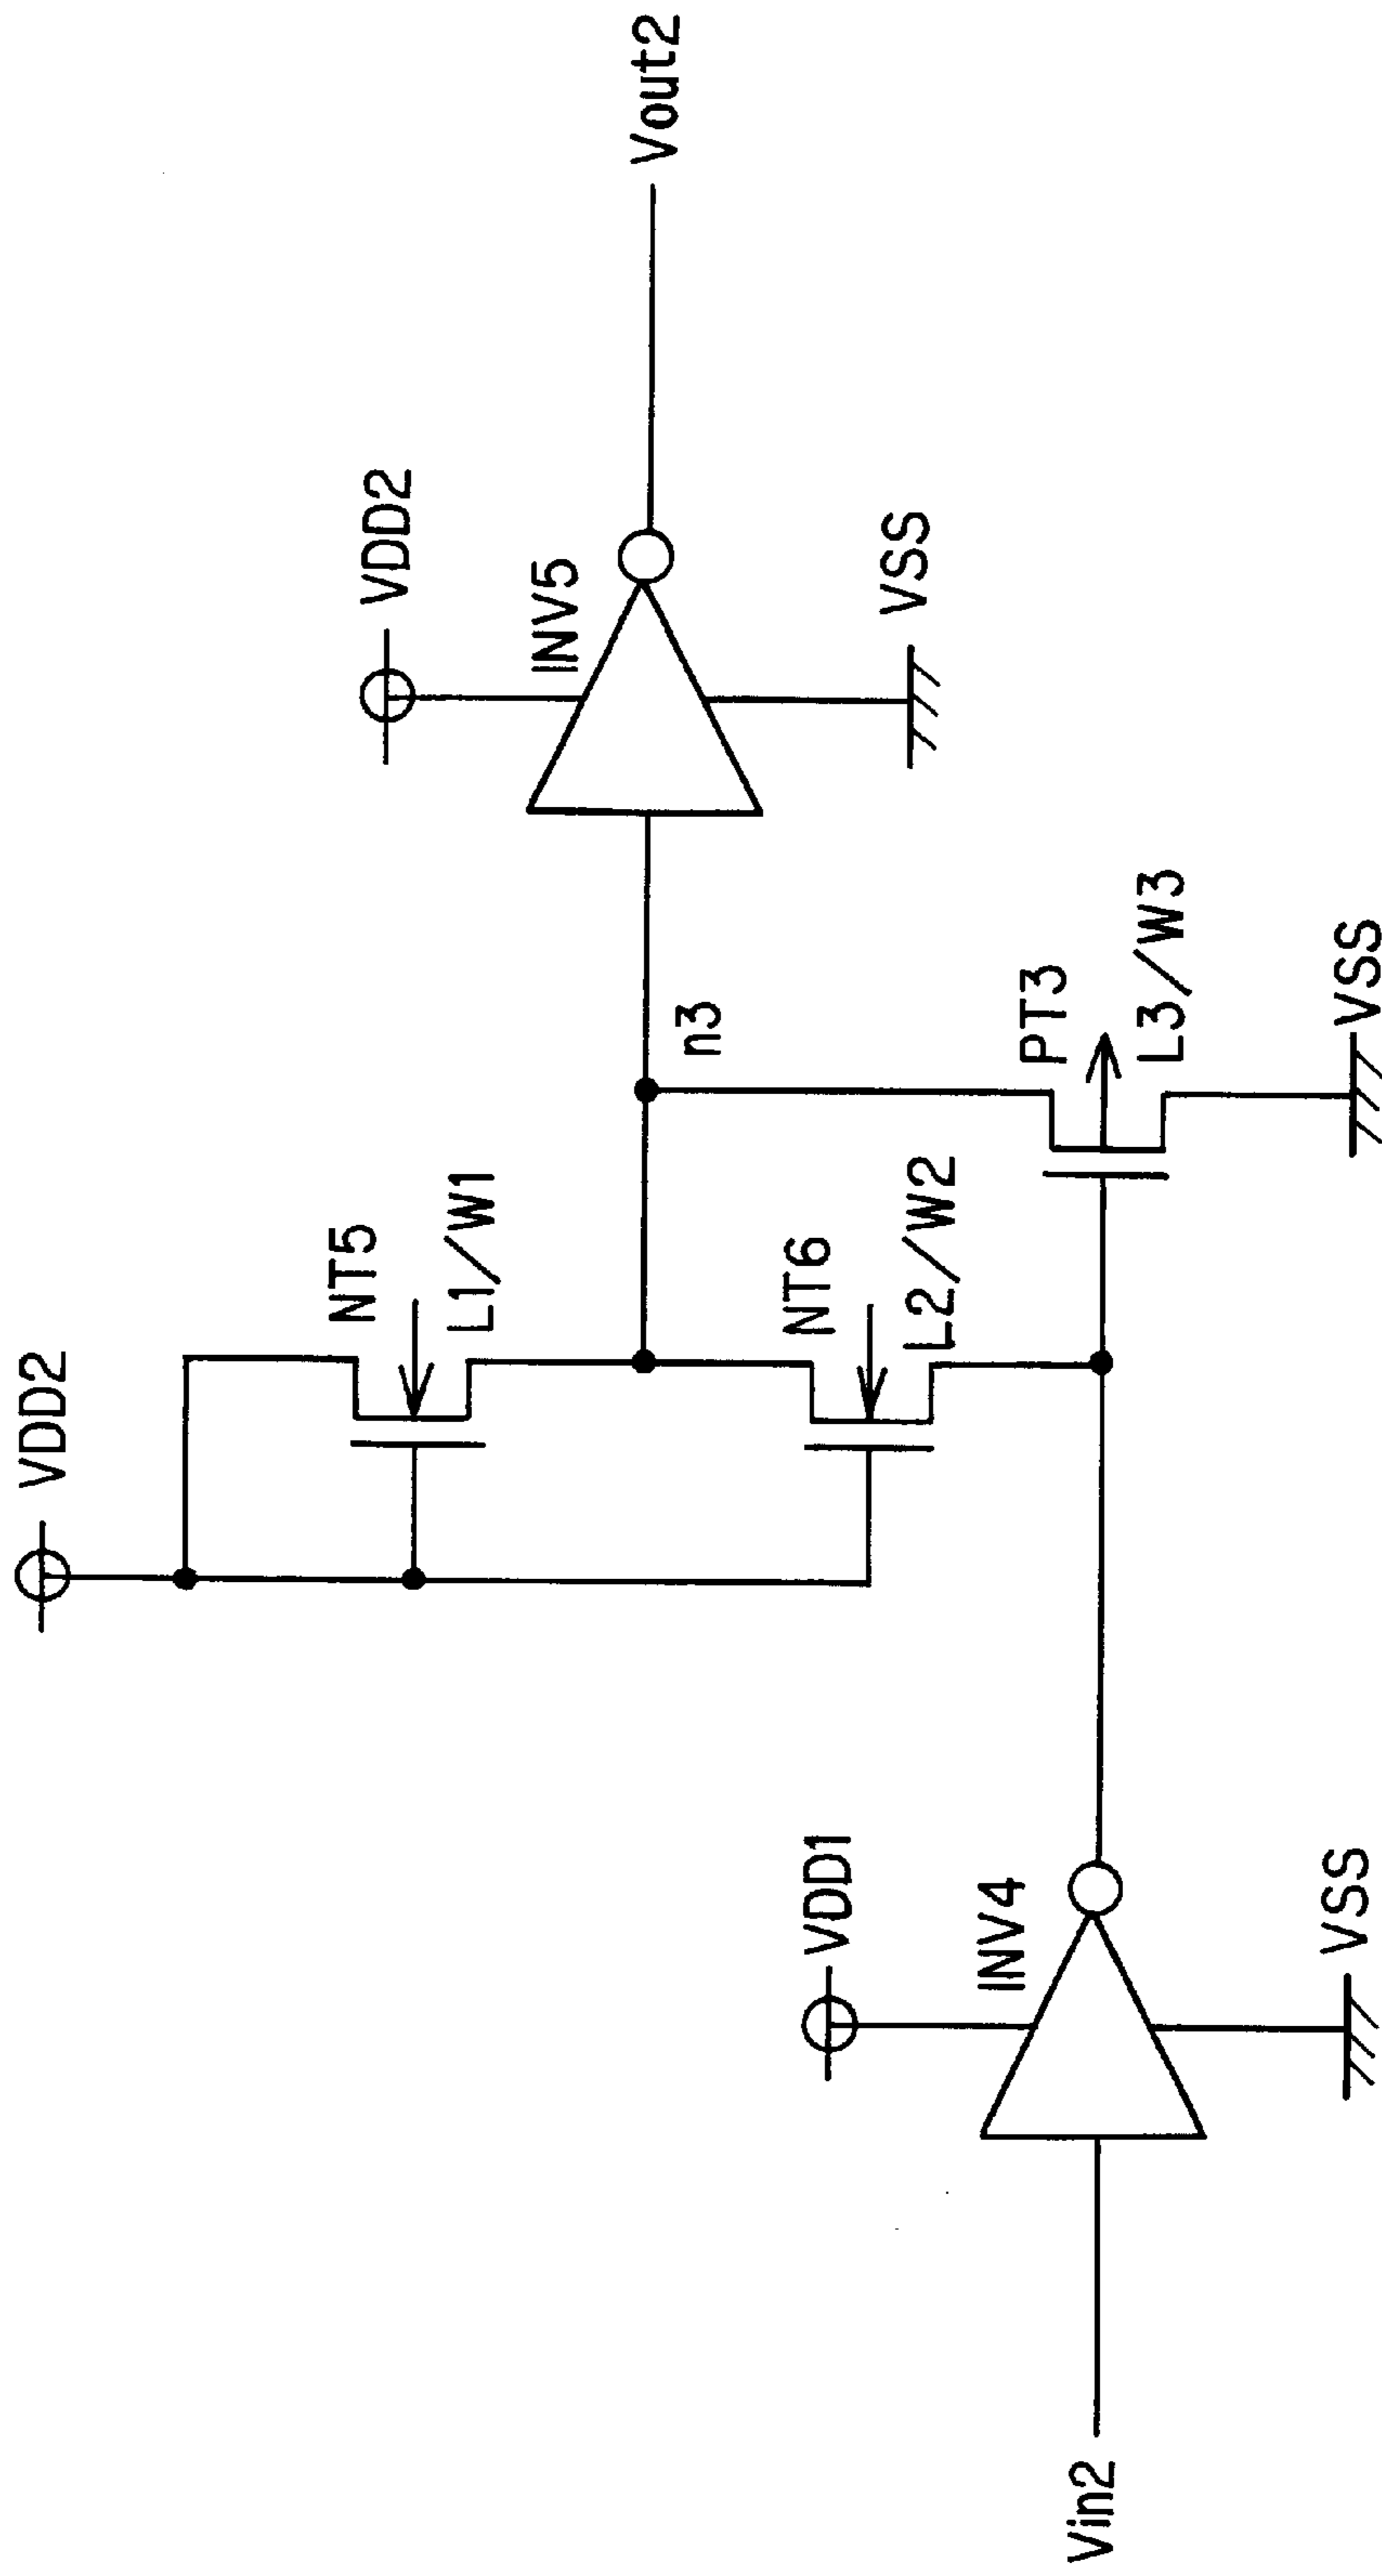 VDD2
NT5
L1/W1
VDD2
INV5
Vout2
n3
VSS
NT6
L2/W2
VDD1
INV4
PT3
L3/W3
Vin2
VSS
VSS